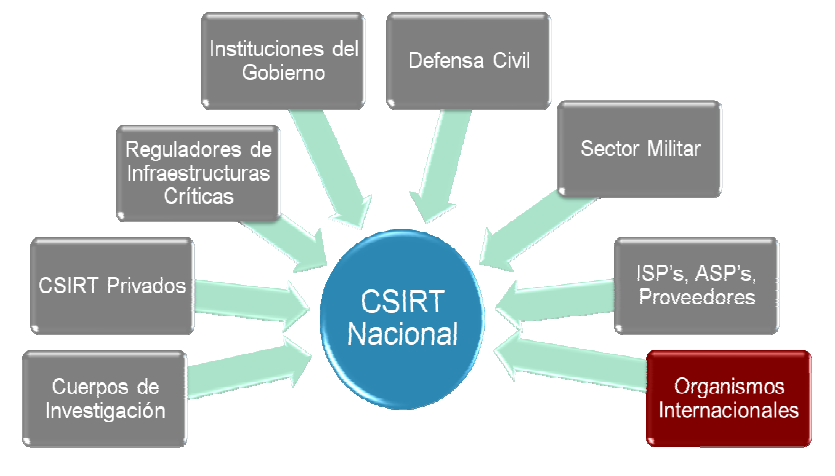 Instituciones del
Gobierno
Defensa Civil
Sector Militar
Reguladores de
Infraestructuras
Críticas
CSIRT Privados
ISP's, ASP's,
Proveedores
CSIRT
Nacional
Cuerpos de
Investigación
Organismos
Internacionales